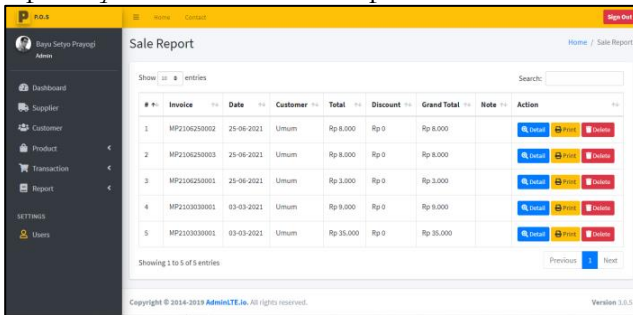 P P.O.S
Home Contact
Sign Out
Bayu Setyo Prayogi
Admin
Sale Report
Home / Sale Report
Dashboard
Supplier
Customer
Product
Transaction
Report
SETTINGS
Users
Show 10 entries
Search:
# Invoice Date Customer Total Discount Grand Total Note Action
1 MP2106250002 25-06-2021 Umum Rp 8.000 Rp 0 Rp 8.000 Detail Print Delete
2 MP2106250003 25-06-2021 Umum Rp 8.000 Rp 0 Rp 8.000 Detail Print Delete
3 MP2106250001 25-06-2021 Umum Rp 3.000 Rp 0 Rp 3.000 Detail Print Delete
4 MP2103030001 03-03-2021 Umum Rp 9.000 Rp 0 Rp 9.000 Detail Print Delete
5 MP2103030001 03-03-2021 Umum Rp 35.000 Rp 0 Rp 35.000 Detail Print Delete
Showing 1 to 5 of 5 entries
Previous 1 Next
Copyright © 2014-2019 AdminLTE.io. All rights reserved.
Version 3.0.5